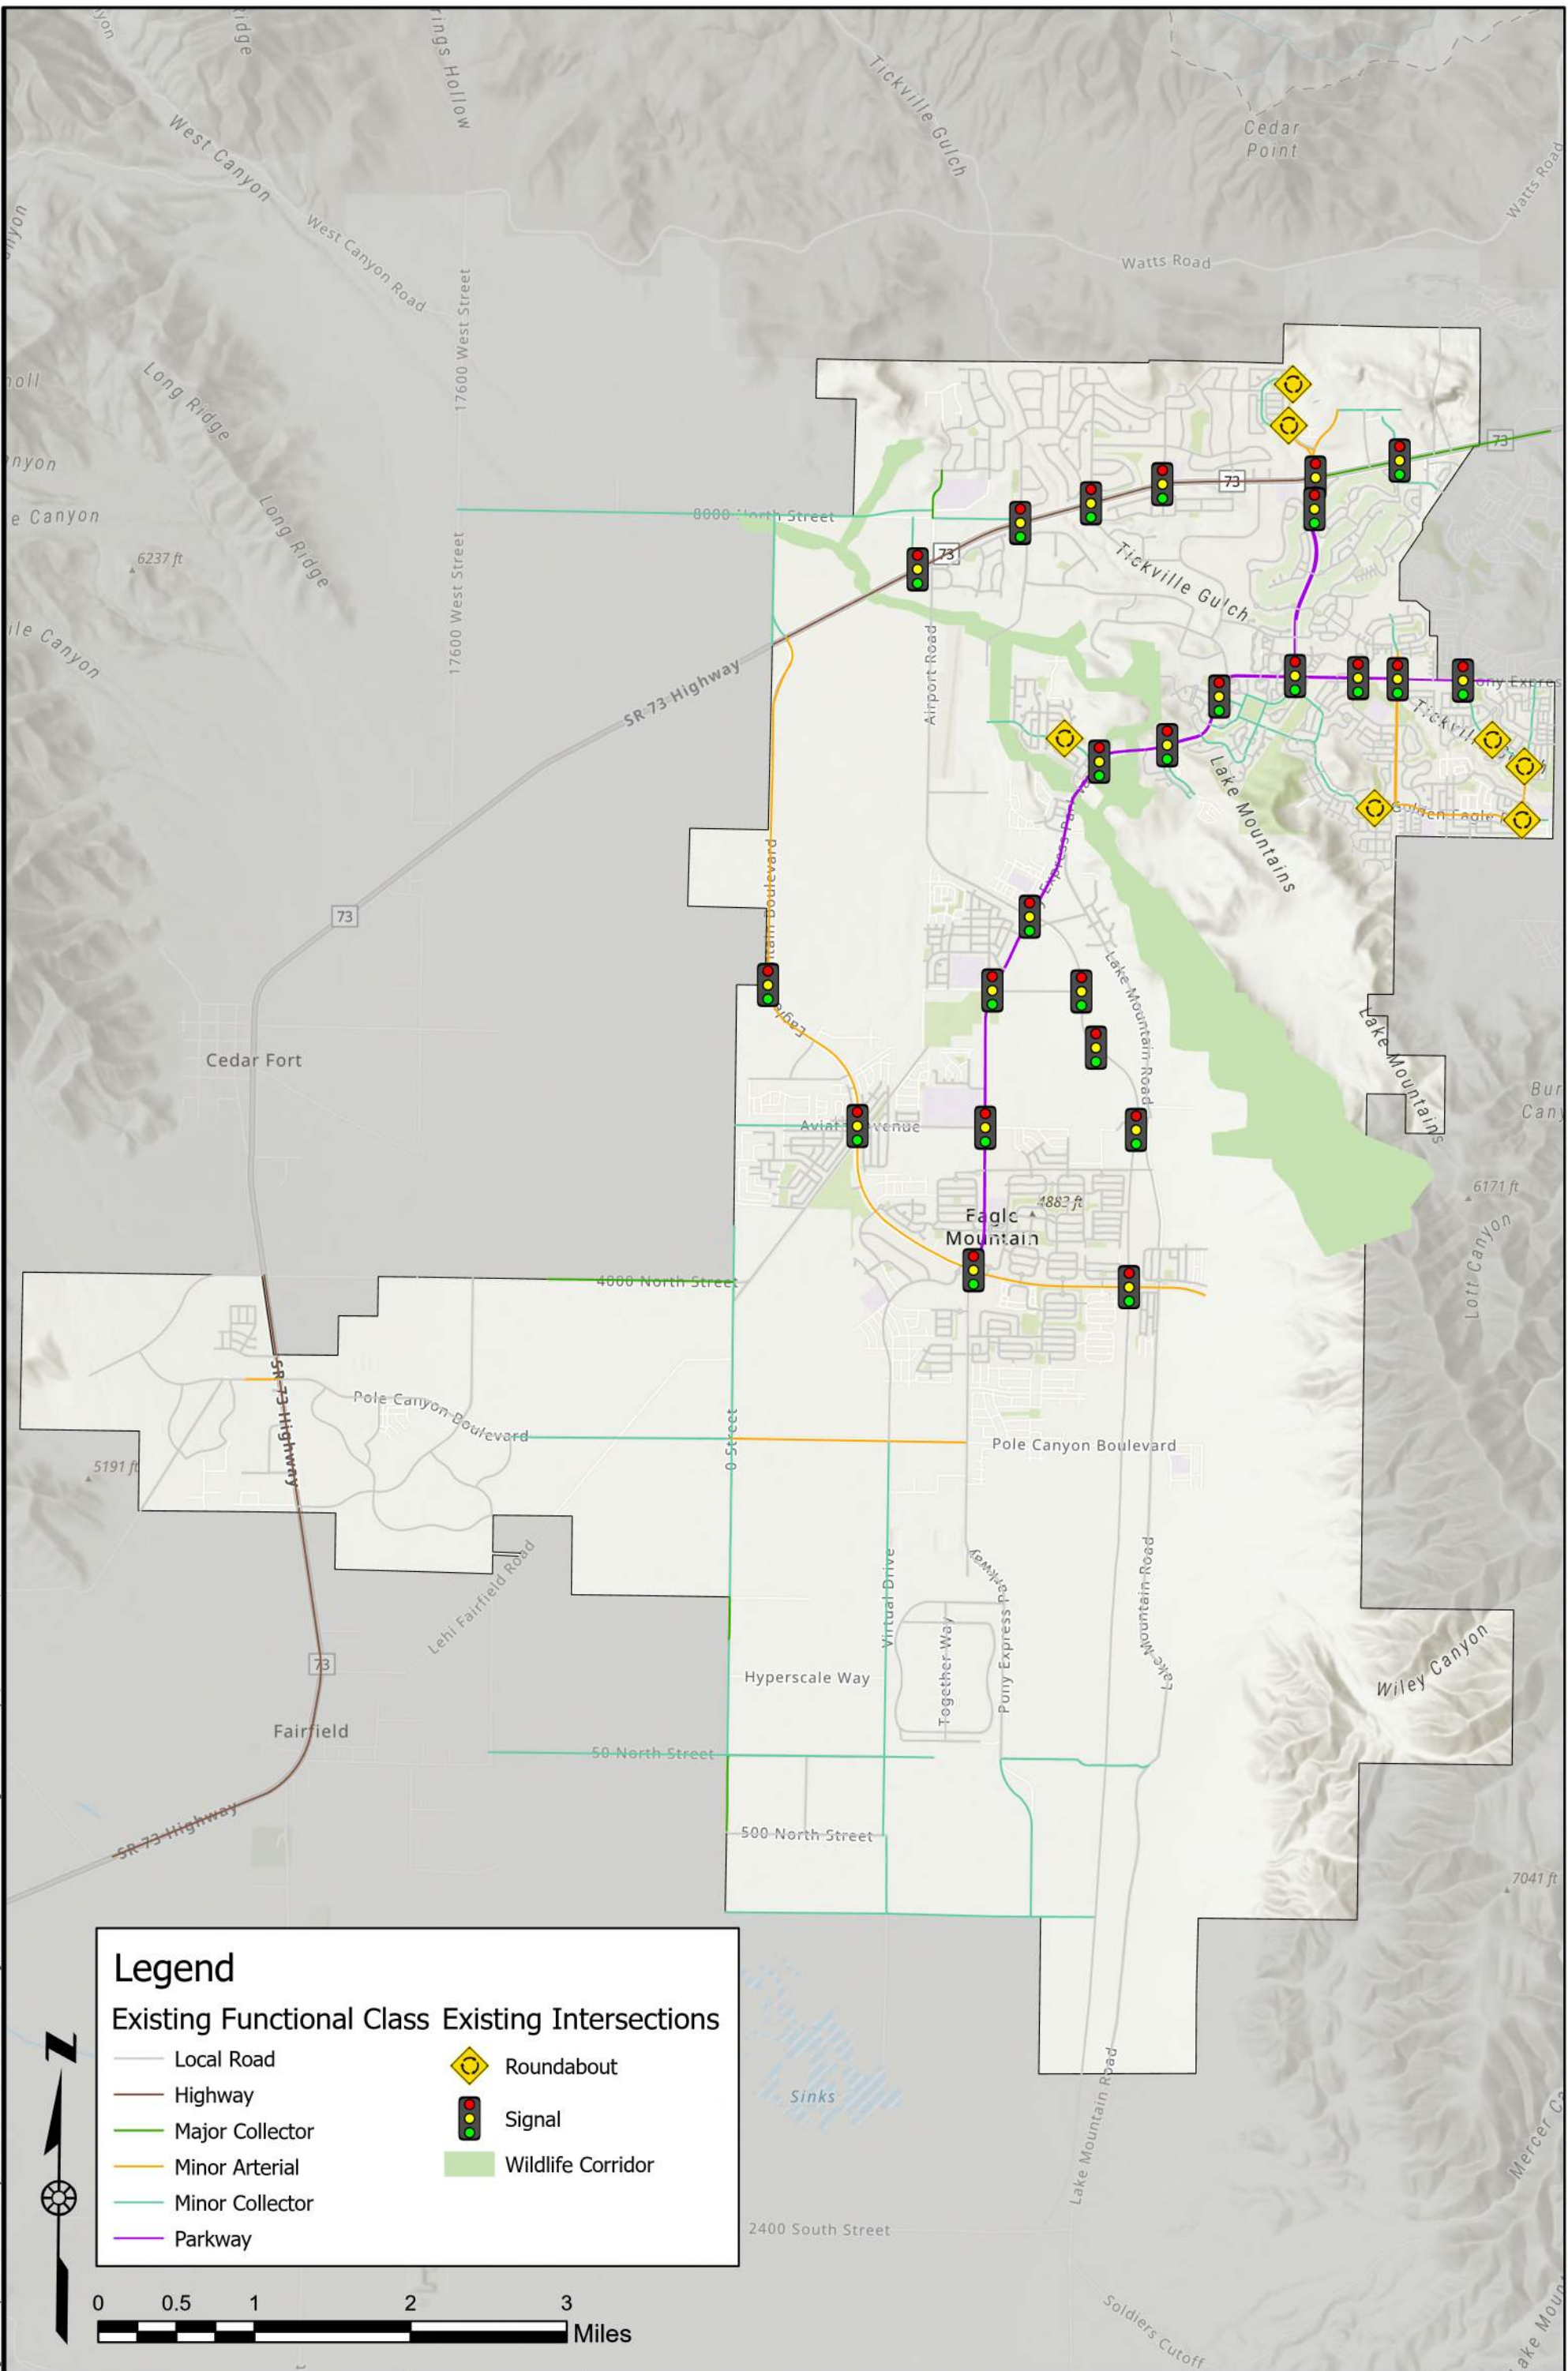 West Canyon
West Canyon Road
17600 West Street
Tickville Gulch
Cedar
Point
Watts Road
Watts Road
Long Ridge
Long Ridge
6237 ft
17600 West Street
8000 North Street
73
73
73
Tickville Gulch
SR 73 Highway
Airport Road
Lake Mountains
73
Lake Mountain Road
Lake Mountains
Cedar Fort
Aviator Avenue
4883 ft
Eagle
Mountain
6171 ft
Lott Canyon
4000 North Street
SR 73 Highway
Pole Canyon Boulevard
0 Street
Pole Canyon Boulevard
5191 ft
Lehi Fairfield Road
73
Fairfield
Virtual Drive
Hyperscale Way
Together Way
Pony Express Parkway
Lake Mountain Road
Lake
Wiley Canyon
50 North Street
SR 73 Highway
500 North Street
7041 ft
Sinks
Lake Mountain Road
2400 South Street
Soldiers Cutoff
Legend
Existing Functional Class
Local Road
Highway
Major Collector
Minor Arterial
Minor Collector
Parkway
Existing Intersections
Roundabout
Signal
Wildlife Corridor
N
0 0.5 1 2 3
Miles